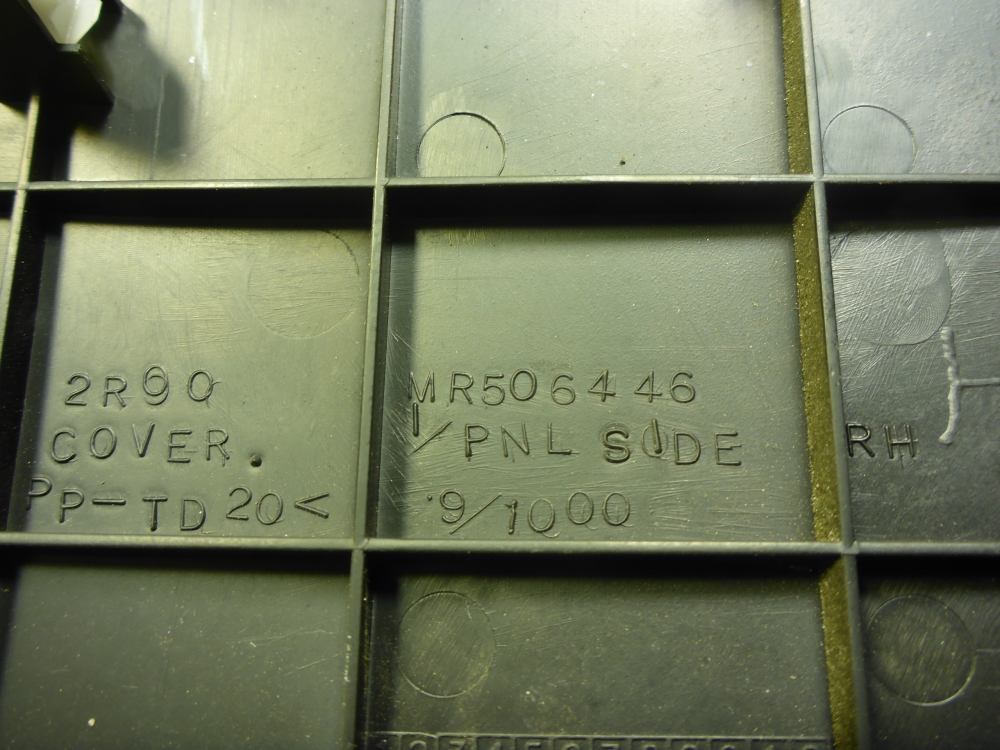 2R90 MR506446
COVER. I/PNL SIDE RH
PP-TD20< 9/1000